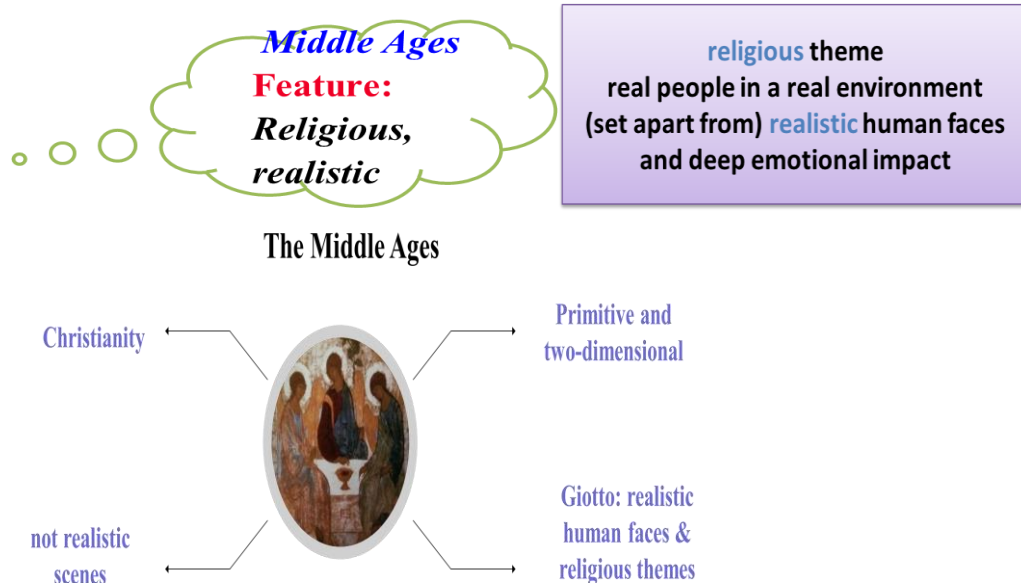 Middle Ages
Feature:
Religious,
realistic
religious theme
real people in a real environment
(set apart from) realistic human faces
and deep emotional impact
The Middle Ages
Christianity
Primitive and
two-dimensional
not realistic
scenes
Giotto: realistic
human faces &
religious themes